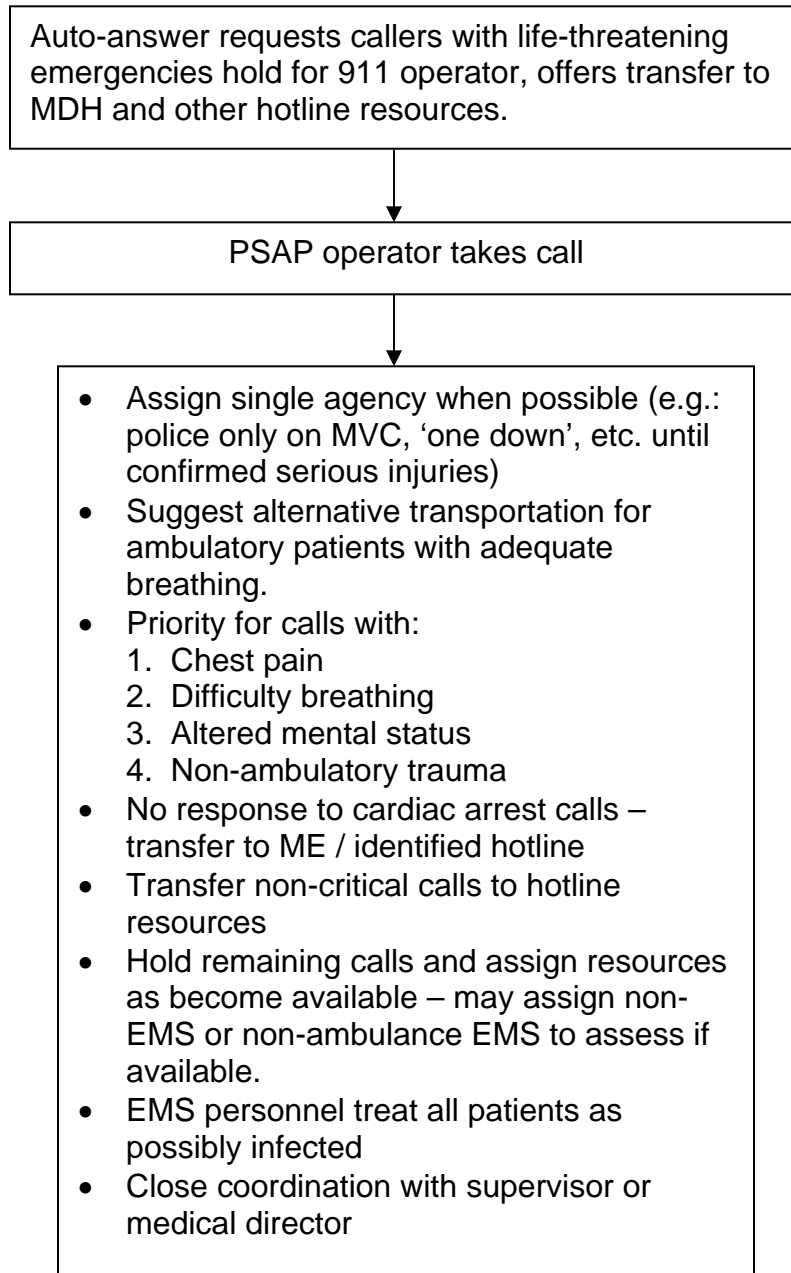 Auto-answer requests callers with life-threatening
emergencies hold for 911 operator, offers transfer to
MDH and other hotline resources.
PSAP operator takes call
• Assign single agency when possible (e.g.:
police only on MVC, ‘one down’, etc. until
confirmed serious injuries)
• Suggest alternative transportation for
ambulatory patients with adequate
breathing.
• Priority for calls with:
1. Chest pain
2. Difficulty breathing
3. Altered mental status
4. Non-ambulatory trauma
• No response to cardiac arrest calls –
transfer to ME / identified hotline
• Transfer non-critical calls to hotline
resources
• Hold remaining calls and assign resources
as become available – may assign non-
EMS or non-ambulance EMS to assess if
available.
• EMS personnel treat all patients as
possibly infected
• Close coordination with supervisor or
medical director